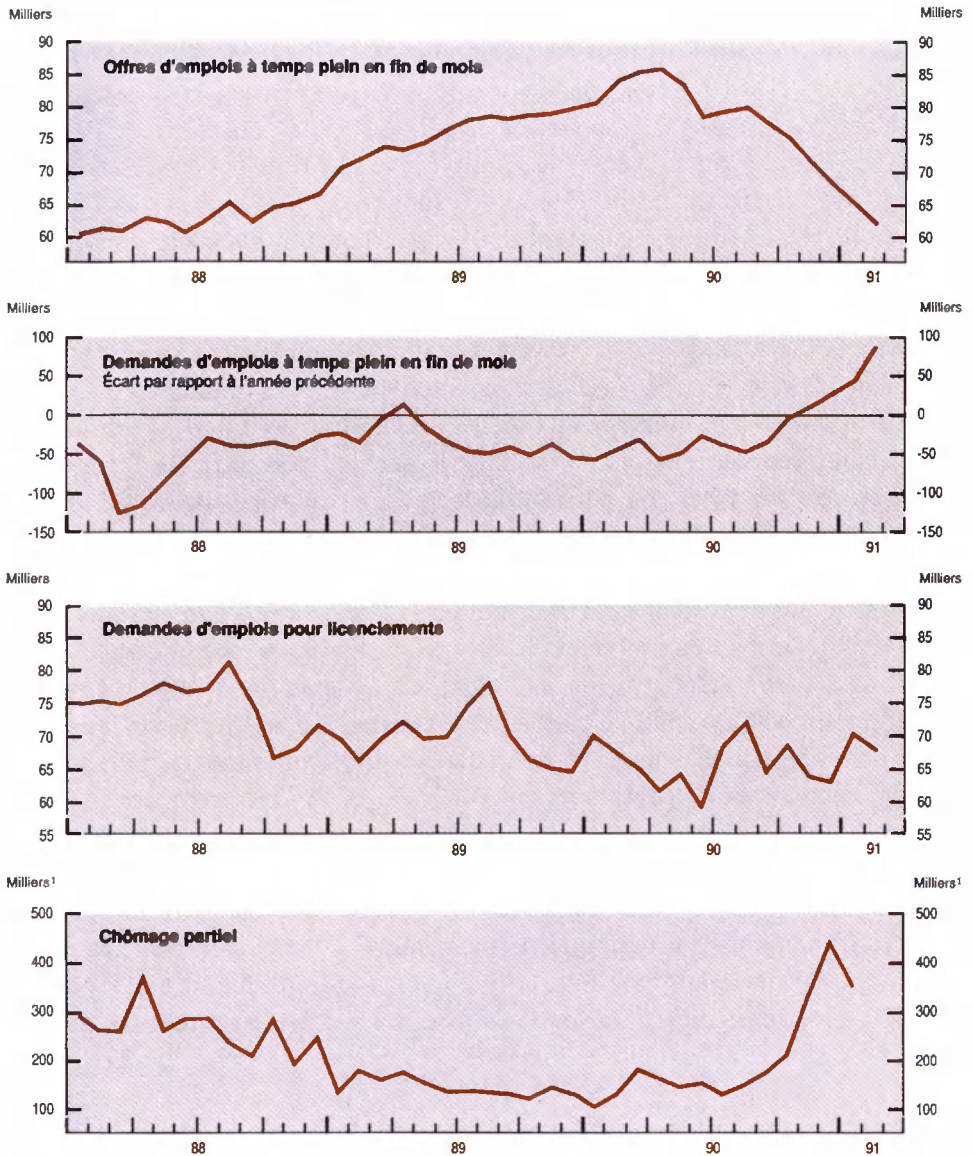 Milliers Milliers
Offres d'emplois à temps plein en fin de mois
90 90
85 85
80 80
75 75
70 70
65 65
60 60
88 89 90 91
Milliers Milliers
Demandes d'emplois à temps plein en fin de mois
Écart par rapport à l'année précédente
100 100
50 50
0 0
-50 -50
-100 -100
-150 -150
88 89 90 91
Milliers Milliers
Demandes d'emplois pour licenciements
90 90
85 85
80 80
75 75
70 70
65 65
60 60
55 55
88 89 90 91
Milliers¹ Milliers¹
Chômage partiel
500 500
400 400
300 300
200 200
100 100
88 89 90 91